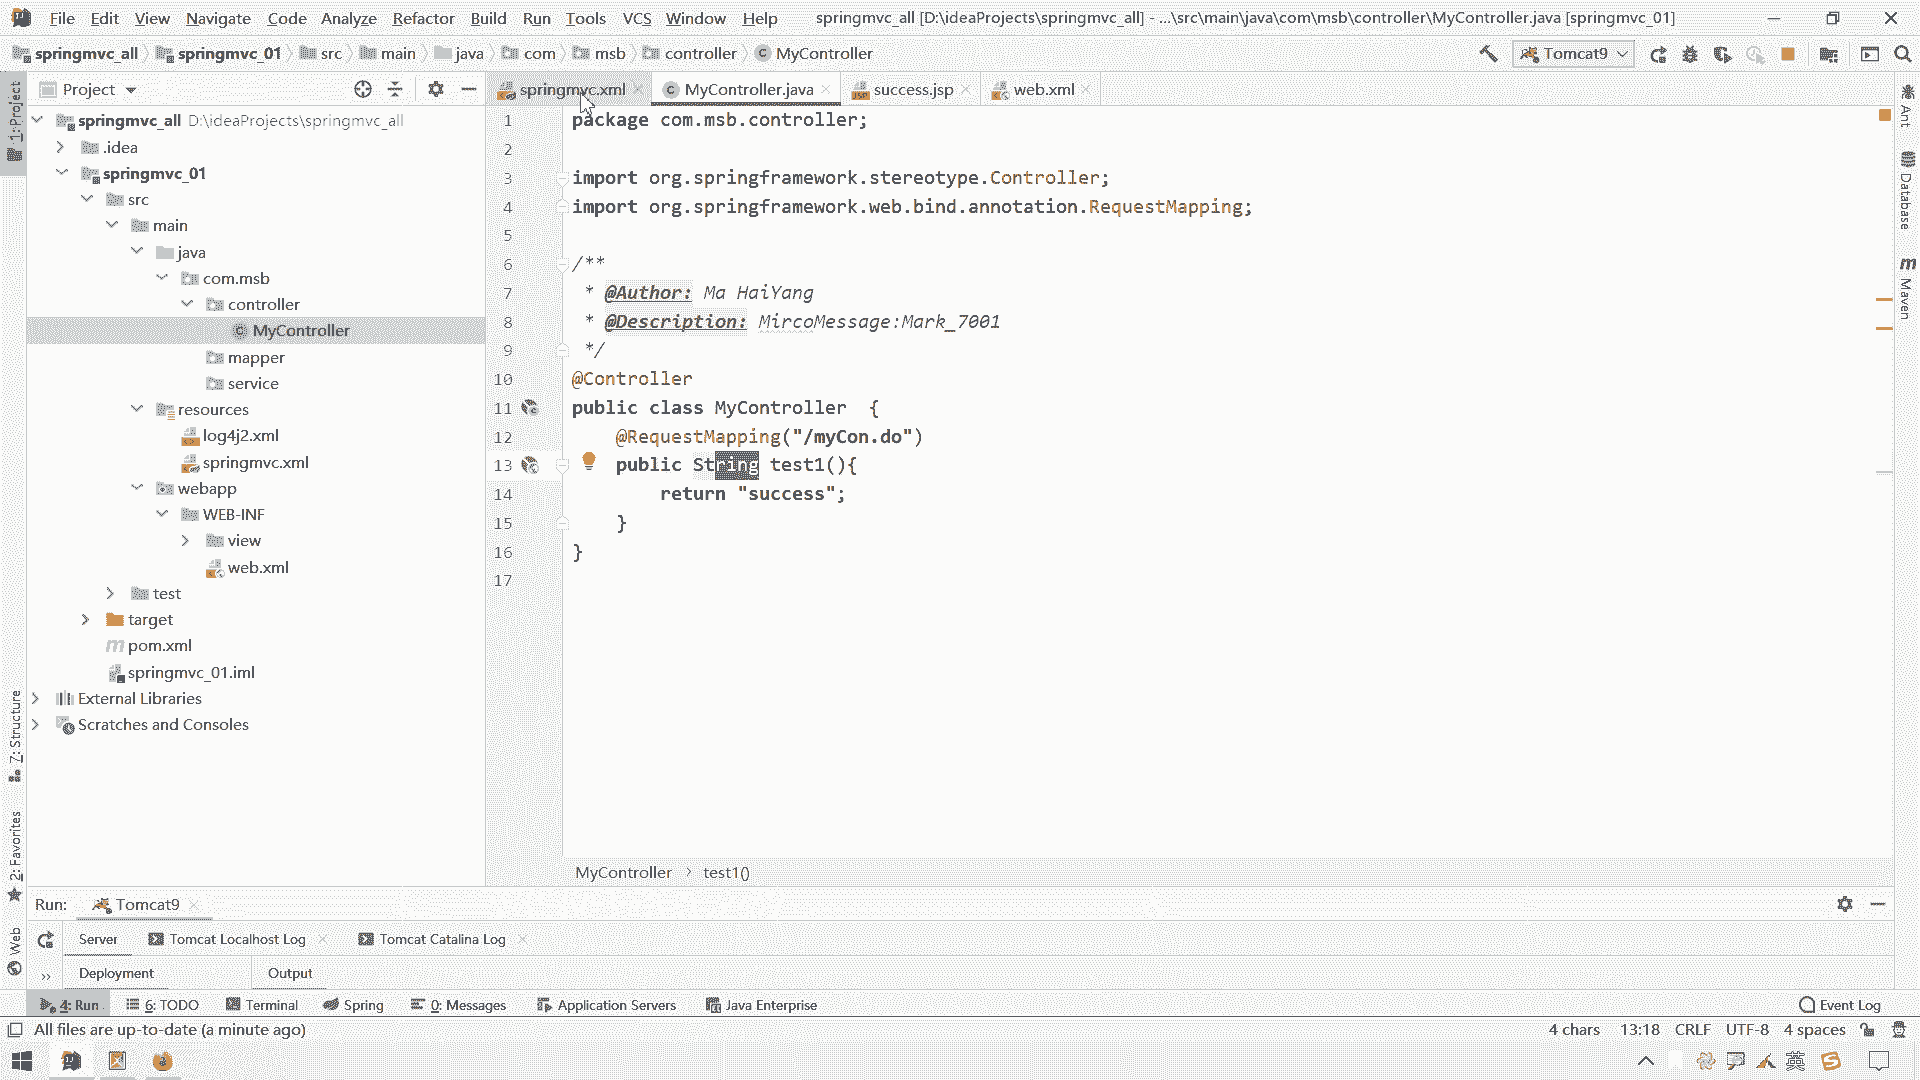 File Edit View Navigate Code Analyze Refactor Build Run Tools VCS Window Help springmvc_all [D:\ideaProjects\springmvc_all] - ...\src\main\java\com\msb\controller\MyController.java [springmvc_01]
springmvc_all springmvc_01 src main java com msb controller MyController Tomcat9
Project springmvc.xml MyController.java success.jsp web.xml
1: Project
Ant
Database
Maven
springmvc_all D:\ideaProjects\springmvc_all
.idea
springmvc_01
src
main
java
com.msb
controller
MyController
mapper
service
resources
log4j2.xml
springmvc.xml
webapp
WEB-INF
view
web.xml
test
target
pom.xml
springmvc_01.iml
External Libraries
Scratches and Consoles
1 package com.msb.controller;
2
3 import org.springframework.stereotype.Controller;
4 import org.springframework.web.bind.annotation.RequestMapping;
5
6 /**
7 * @Author: Ma HaiYang
8 * @Description: MircoMessage:Mark_7001
9 */
10 @Controller
11 public class MyController {
12 @RequestMapping("/myCon.do")
13 public String test1(){
14 return "success";
15 }
16 }
17
MyController test1()
7: Structure
2: Favorites
Web
Run: Tomcat9
Server Tomcat Localhost Log Tomcat Catalina Log
Deployment Output
4: Run 6: TODO Terminal Spring 0: Messages Application Servers Java Enterprise Event Log
All files are up-to-date (a minute ago) 4 chars 13:18 CRLF UTF-8 4 spaces
英